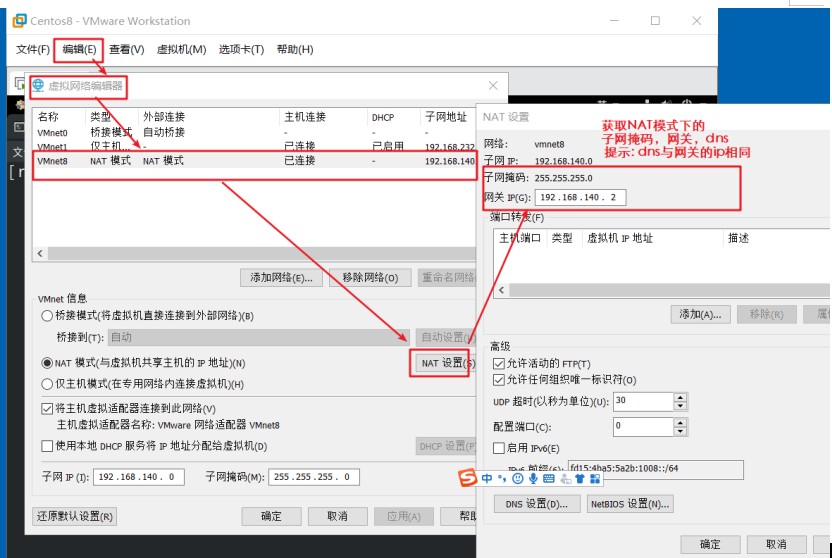 Centos8 - VMware Workstation
文件(F) 编辑(E) 查看(V) 虚拟机(M) 选项卡(T) 帮助(H)
虚拟网络编辑器
名称 类型 外部连接 主机连接 DHCP 子网地址
VMnet0 桥接模式 自动桥接 - - -
VMnet1 仅主机... - 已连接 已启用 192.168.232
VMnet8 NAT 模式 NAT 模式 已连接 - 192.168.140
添加网络(E)... 移除网络(O) 重命名网络
VMnet 信息
桥接模式(将虚拟机直接连接到外部网络)(B)
桥接到(T): 自动 自动设置(
NAT 模式(与虚拟机共享主机的 IP 地址)(N) NAT 设置(S)
仅主机模式(在专用网络内连接虚拟机)(H)
将主机虚拟适配器连接到此网络(V)
主机虚拟适配器名称: VMware 网络适配器 VMnet8
使用本地 DHCP 服务将 IP 地址分配给虚拟机(D) DHCP 设置(P)
子网 IP (I): 192 .168 .140 . 0 子网掩码(M): 255 .255 .255 . 0
还原默认设置(R) 确定 取消 应用(A) 帮助
NAT 设置
获取NAT模式下的
子网掩码，网关，dns
提示: dns与网关的ip相同
网络: vmnet8
子网 IP: 192.168.140.0
子网掩码: 255.255.255.0
网关 IP(G): 192 .168 .140 . 2
端口转发(F)
主机端口 类型 虚拟机 IP 地址 描述
添加(A)... 移除(R) 属
高级
允许活动的 FTP(T)
允许任何组织唯一标识符(O)
UDP 超时(以秒为单位)(U): 30
配置端口(C): 0
启用 IPv6(E)
IPv6 前缀(6): fd15:4ba5:5a2b:1008::/64
中
DNS 设置(D)... NetBIOS 设置(N)...
确定 取消